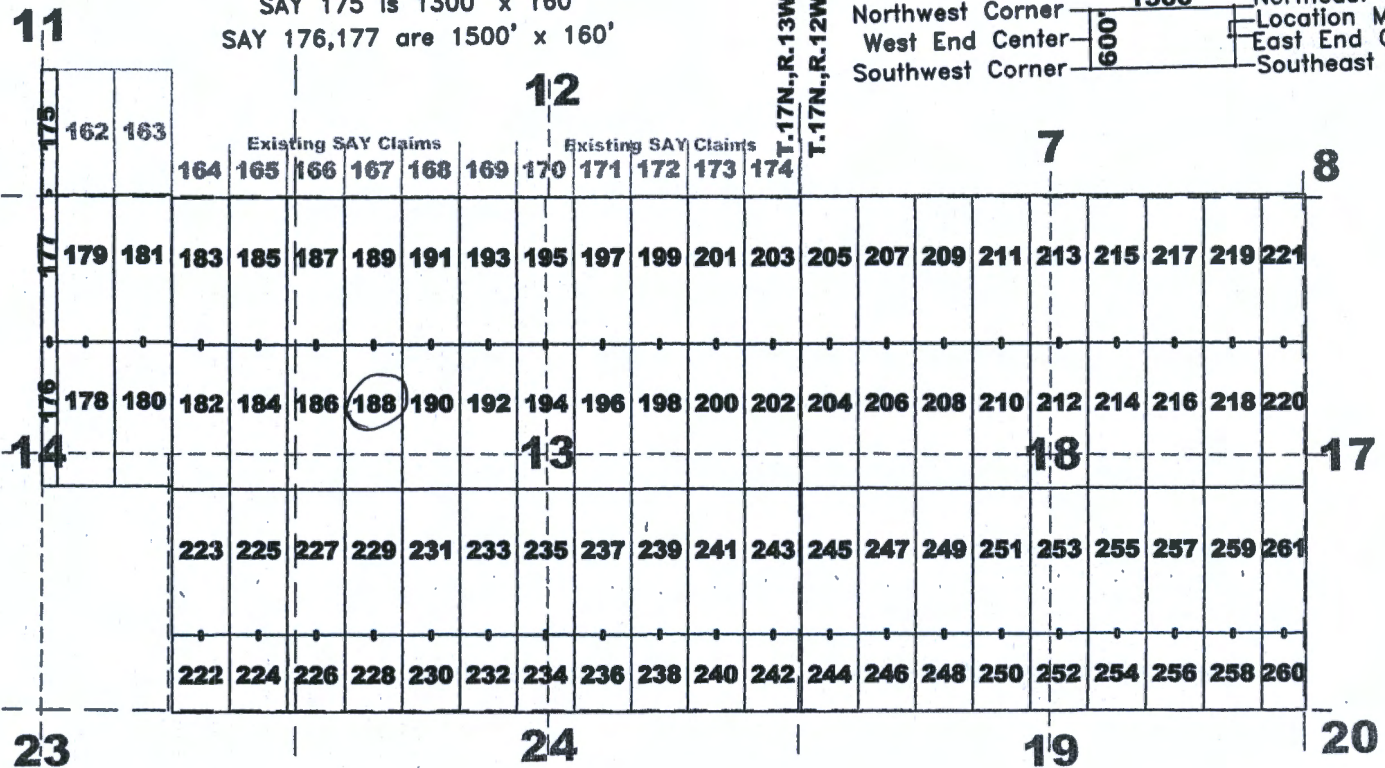 SAY 175 is 1300' x 160'
SAY 176,177 are 1500' x 160'
Northwest Corner
West End Center
Southwest Corner
600'
Location
East End
Southeast
T.17N.,R.13W
T.17N.,R.12W
11
12
7
8
175 162 163
Existing SAY Claims Existing SAY Claims
164 165 166 167 168 169 170 171 172 173 174
177 179 181 183 185 187 189 191 193 195 197 199 201 203 205 207 209 211 213 215 217 219 221
176 178 180 182 184 186 188 190 192 194 196 198 200 202 204 206 208 210 212 214 216 218 220
14 13 18 17
223 225 227 229 231 233 235 237 239 241 243 245 247 249 251 253 255 257 259 261
222 224 226 228 230 232 234 236 238 240 242 244 246 248 250 252 254 256 258 260
23 24 19 20